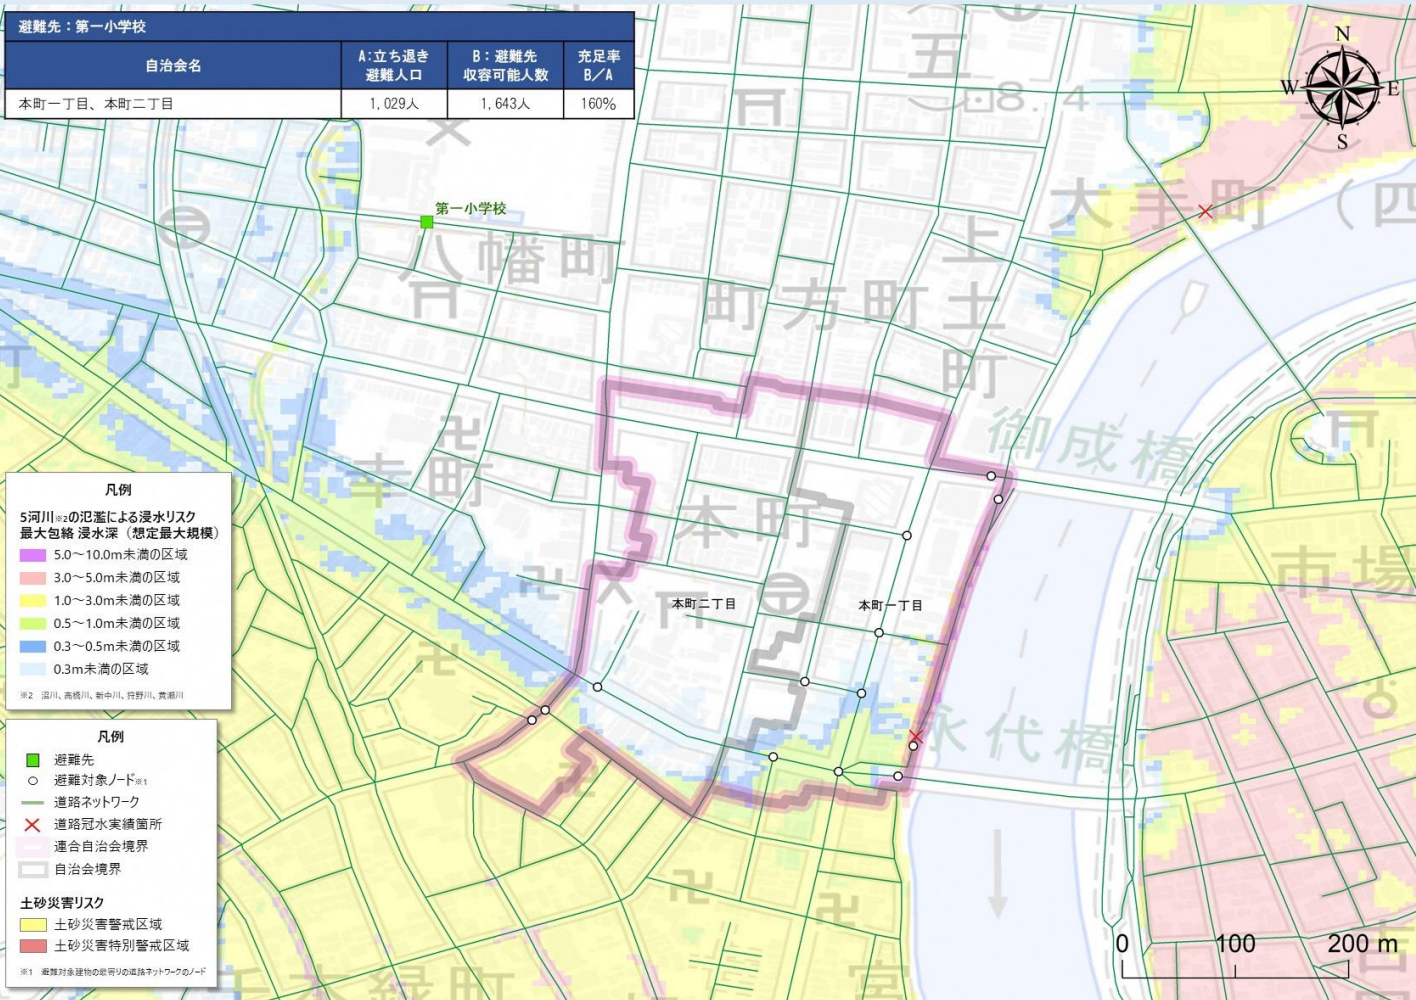 避難先：第一小学校
自治会名
A:立ち退き
避難人口
B：避難先
収容可能人数
充足率
B／A
本町一丁目、本町二丁目
1,029人
1,643人
160%
N
W
E
S
五
8.4
大手町（四
第一小学校
八幡町
上土町
町方町
丁
御成橋
幸町
本町
市場
本町二丁目
本町一丁目
永代橋
凡例
5河川※2の氾濫による浸水リスク
最大包絡 浸水深（想定最大規模）
5.0～10.0m未満の区域
3.0～5.0m未満の区域
1.0～3.0m未満の区域
0.5～1.0m未満の区域
0.3～0.5m未満の区域
0.3m未満の区域
※2　沼川、高橋川、新中川、狩野川、黄瀬川
凡例
避難先
避難対象ノード※1
道路ネットワーク
道路冠水実績箇所
連合自治会境界
自治会境界
土砂災害リスク
土砂災害警戒区域
土砂災害特別警戒区域
※1　避難対象建物の最寄りの道路ネットワークのノード
千本緑町
宮
0
100
200 m